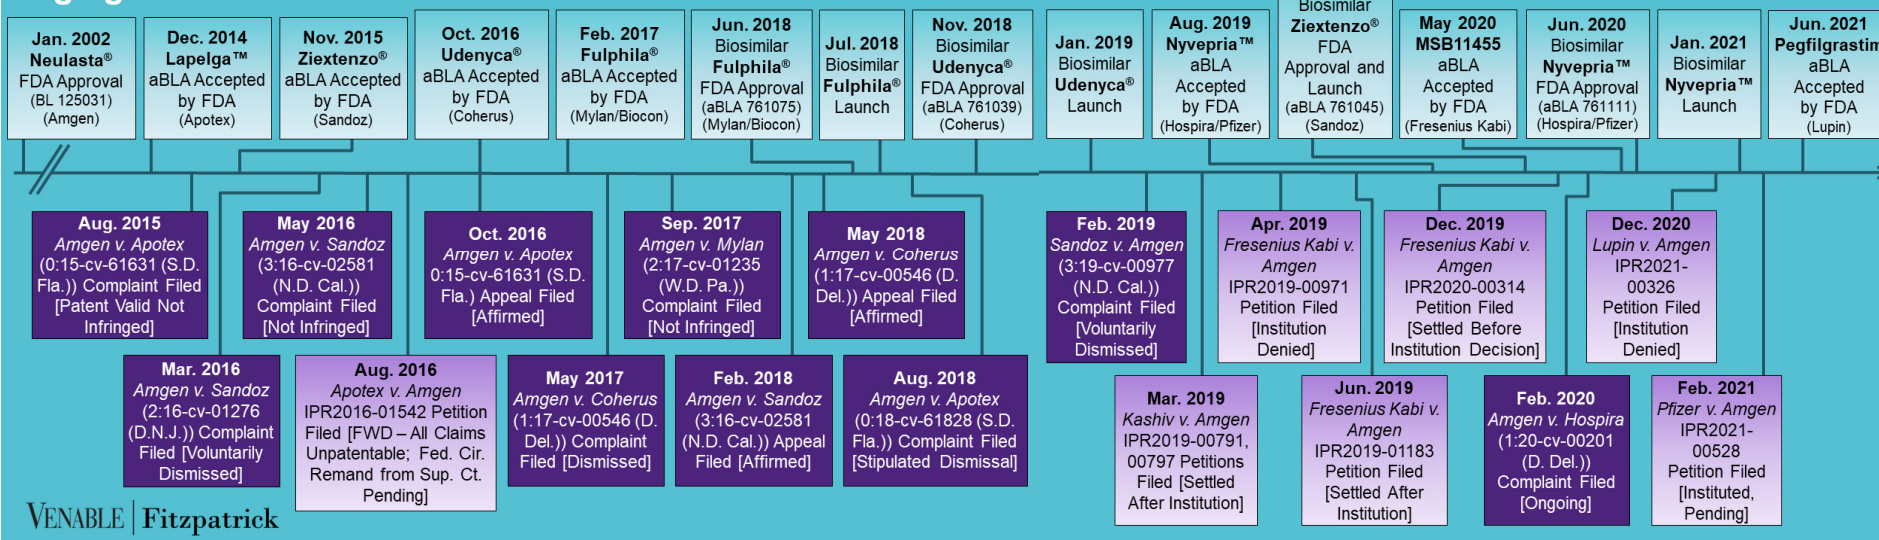 Jan. 2002
Neulasta®
FDA Approval
(BL 125031)
(Amgen)
Dec. 2014
Lapelga™
aBLA Accepted
by FDA
(Apotex)
Nov. 2015
Ziextenzo®
aBLA Accepted
by FDA
(Sandoz)
Oct. 2016
Udenyca®
aBLA Accepted
by FDA
(Coherus)
Feb. 2017
Fulphila®
aBLA Accepted
by FDA
(Mylan/Biocon)
Jun. 2018
Biosimilar
Fulphila®
FDA Approval
(aBLA 761075)
(Mylan/Biocon)
Jul. 2018
Biosimilar
Fulphila®
Launch
Nov. 2018
Biosimilar
Udenyca®
FDA Approval
(aBLA 761039)
(Coherus)
Jan. 2019
Biosimilar
Udenyca®
Launch
Aug. 2019
Nyvepria™
aBLA
Accepted
by FDA
(Hospira/Pfizer)
Biosimilar
Ziextenzo®
FDA
Approval and
Launch
(aBLA 761045)
(Sandoz)
May 2020
MSB11455
aBLA
Accepted
by FDA
(Fresenius Kabi)
Jun. 2020
Biosimilar
Nyvepria™
FDA Approval
(aBLA 761111)
(Hospira/Pfizer)
Jan. 2021
Biosimilar
Nyvepria™
Launch
Jun. 2021
Pegfilgrastim
aBLA
Accepted
by FDA
(Lupin)
Aug. 2015
Amgen v. Apotex
(0:15-cv-61631 (S.D.
Fla.)) Complaint Filed
[Patent Valid Not
Infringed]
May 2016
Amgen v. Sandoz
(3:16-cv-02581
(N.D. Cal.))
Complaint Filed
[Not Infringed]
Oct. 2016
Amgen v. Apotex
0:15-cv-61631 (S.D.
Fla.) Appeal Filed
[Affirmed]
Sep. 2017
Amgen v. Mylan
(2:17-cv-01235
(W.D. Pa.))
Complaint Filed
[Not Infringed]
May 2018
Amgen v. Coherus
(1:17-cv-00546 (D.
Del.)) Appeal Filed
[Affirmed]
Feb. 2019
Sandoz v. Amgen
(3:19-cv-00977
(N.D. Cal.))
Complaint Filed
[Voluntarily
Dismissed]
Apr. 2019
Fresenius Kabi v.
Amgen
IPR2019-00971
Petition Filed
[Institution
Denied]
Dec. 2019
Fresenius Kabi v.
Amgen
IPR2020-00314
Petition Filed
[Settled Before
Institution Decision]
Dec. 2020
Lupin v. Amgen
IPR2021-
00326
Petition Filed
[Institution
Denied]
Mar. 2016
Amgen v. Sandoz
(2:16-cv-01276
(D.N.J.)) Complaint
Filed [Voluntarily
Dismissed]
Aug. 2016
Apotex v. Amgen
IPR2016-01542 Petition
Filed [FWD – All Claims
Unpatentable; Fed. Cir.
Remand from Sup. Ct.
Pending]
May 2017
Amgen v. Coherus
(1:17-cv-00546 (D.
Del.)) Complaint
Filed [Dismissed]
Feb. 2018
Amgen v. Sandoz
(3:16-cv-02581
(N.D. Cal.)) Appeal
Filed [Affirmed]
Aug. 2018
Amgen v. Apotex
(0:18-cv-61828 (S.D.
Fla.)) Complaint Filed
[Stipulated Dismissal]
Mar. 2019
Kashiv v. Amgen
IPR2019-00791,
00797 Petitions
Filed [Settled
After Institution]
Jun. 2019
Fresenius Kabi v.
Amgen
IPR2019-01183
Petition Filed
[Settled After
Institution]
Feb. 2020
Amgen v. Hospira
(1:20-cv-00201
(D. Del.))
Complaint Filed
[Ongoing]
Feb. 2021
Pfizer v. Amgen
IPR2021-
00528
Petition Filed
[Instituted,
Pending]
VENABLE | Fitzpatrick